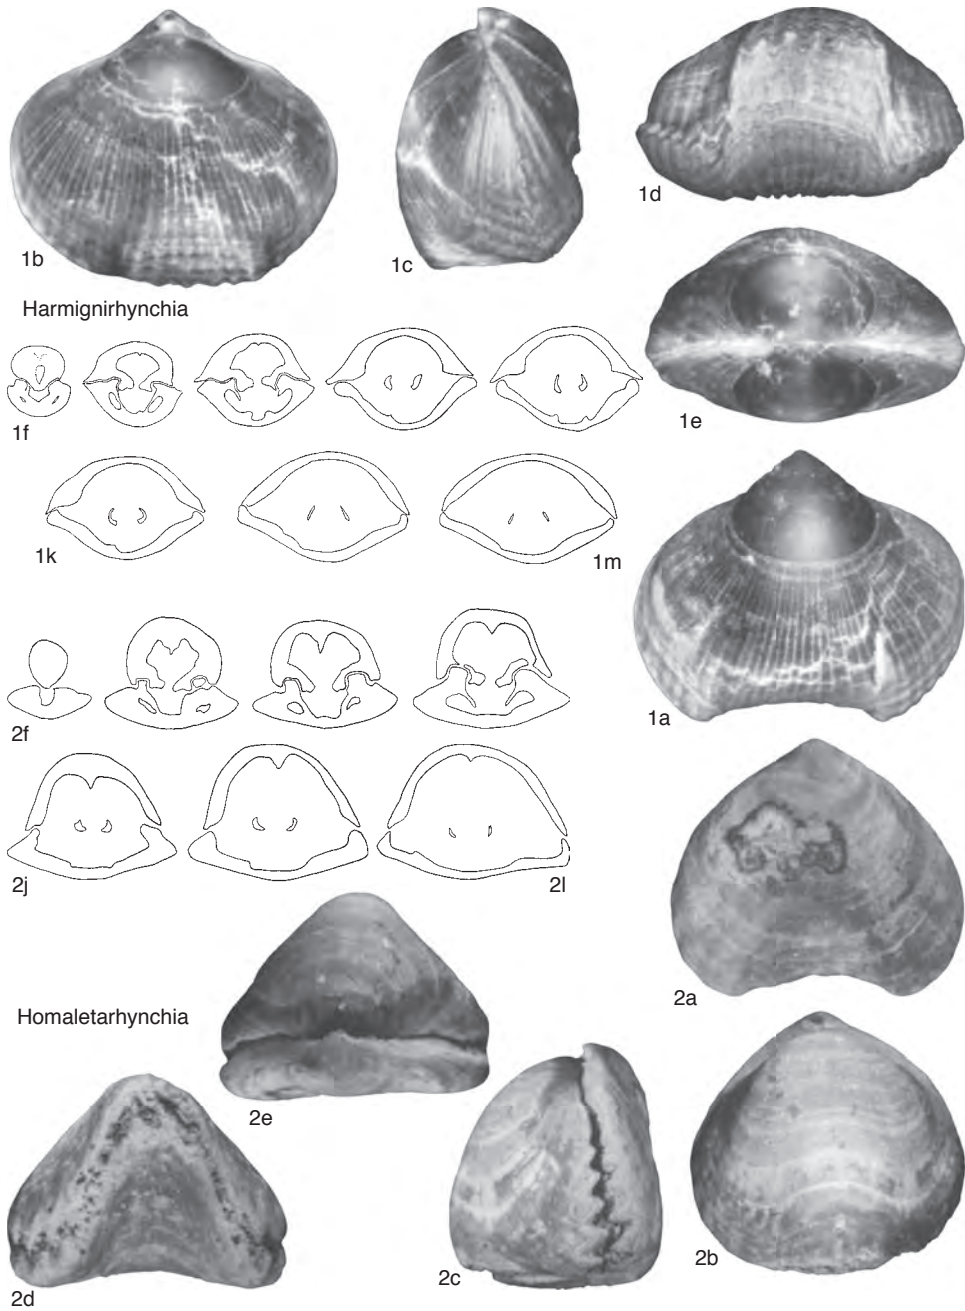 1b
1c
1d
Harmignirhynchia
1e
1f
1k
1m
1a
2f
2j
2l
2a
Homaletarhynchia
2e
2d
2c
2b